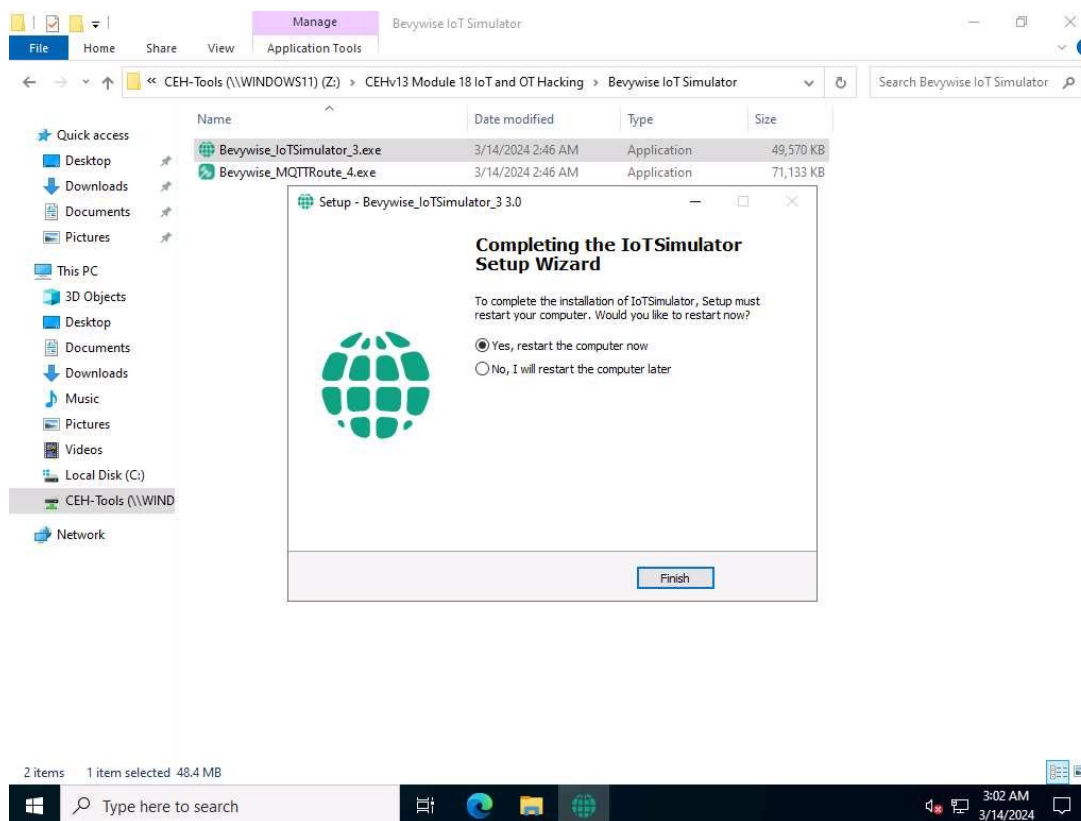 Manage
Bevywise IoT Simulator
File Home Share View Application Tools
« CEH-Tools (\\WINDOWS11) (Z:) › CEHv13 Module 18 IoT and OT Hacking › Bevywise IoT Simulator
Search Bevywise IoT Simulator
Name Date modified Type Size
Quick access
Desktop
Downloads
Documents
Pictures
This PC
3D Objects
Desktop
Documents
Downloads
Music
Pictures
Videos
Local Disk (C:)
CEH-Tools (\\WIND
Network
Bevywise_IoTSimulator_3.exe 3/14/2024 2:46 AM Application 49,570 KB
Bevywise_MQTTRoute_4.exe 3/14/2024 2:46 AM Application 71,133 KB
Setup - Bevywise_IoTSimulator_3 3.0
Completing the IoTSimulator
Setup Wizard
To complete the installation of IoTSimulator, Setup must
restart your computer. Would you like to restart now?
Yes, restart the computer now
No, I will restart the computer later
Finish
2 items 1 item selected 48.4 MB
Type here to search
3:02 AM
3/14/2024